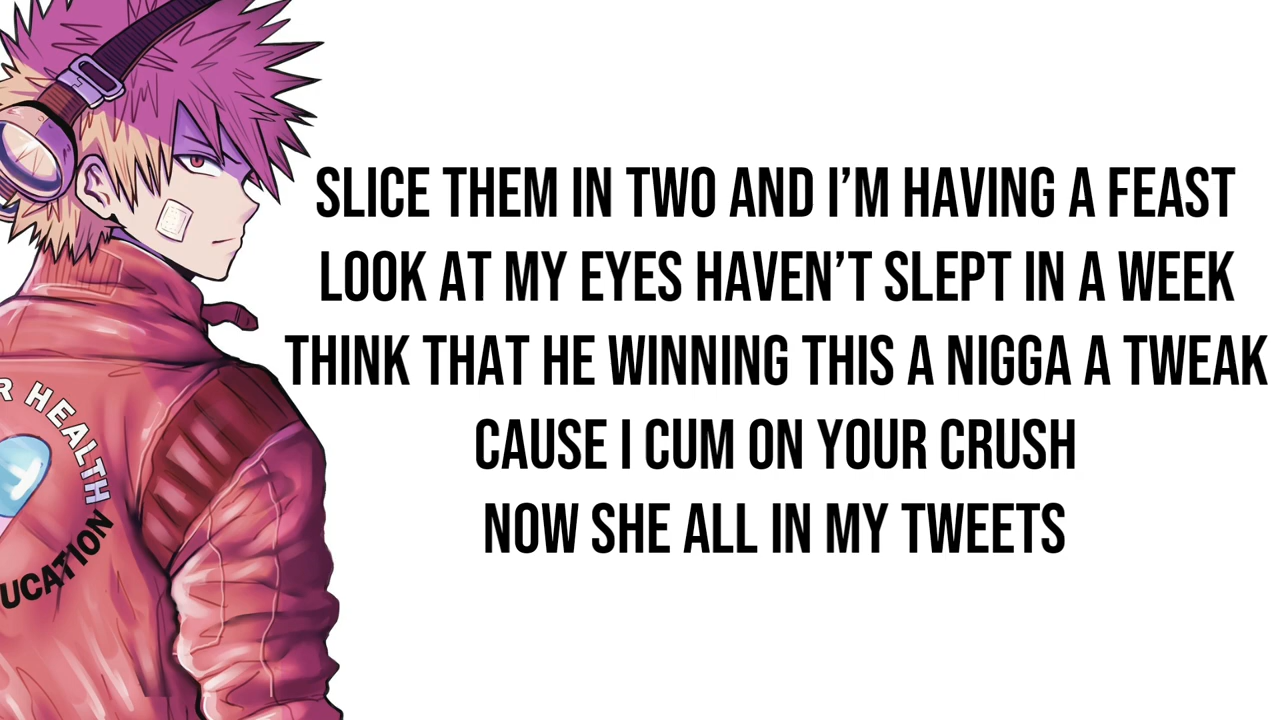 SLICE THEM IN TWO AND I'M HAVING A FEAST
LOOK AT MY EYES HAVEN'T SLEPT IN A WEEK
THINK THAT HE WINNING THIS A NIGGA A TWEAK
CAUSE I CUM ON YOUR CRUSH
NOW SHE ALL IN MY TWEETS
R HEALTH
UCATION